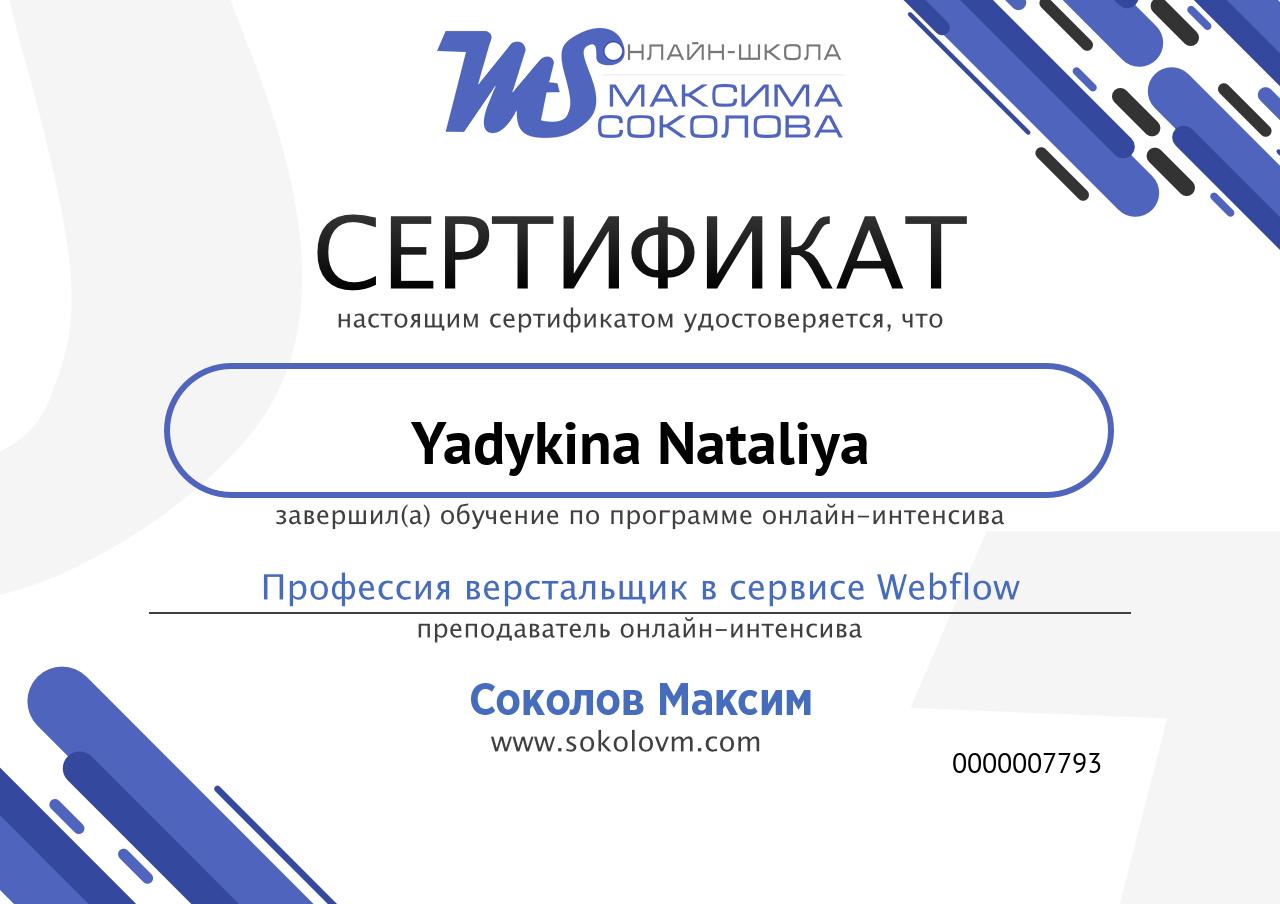 MS ОНЛАЙН-ШКОЛА
МАКСИМА
СОКОЛОВА
СЕРТИФИКАТ
настоящим сертификатом удостоверяется, что
Yadykina Nataliya
завершил(а) обучение по программе онлайн-интенсива
Профессия верстальщик в сервисе Webflow
преподаватель онлайн-интенсива
Соколов Максим
www.sokolovm.com
0000007793